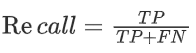 Re call = TP / TP+FN